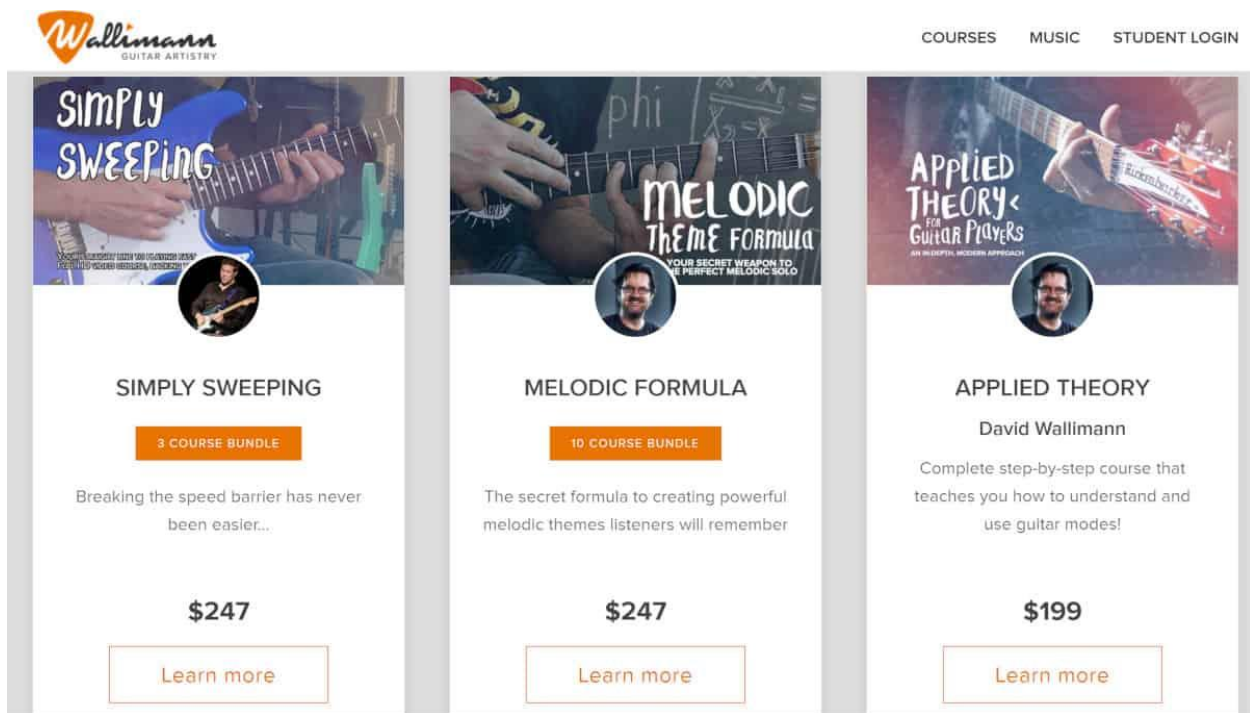 Wallimann
GUITAR ARTISTRY
COURSES MUSIC STUDENT LOGIN
SIMPLY
SWEEPING
phi
MELODIC
THEME FORMULA
YOUR SECRET WEAPON TO
PERFECT MELODIC SOLO
APPLIED
THEORY
FOR
GUITAR PLAYERS
AN IN-DEPTH, MODERN APPROACH
Rickenbacker
SIMPLY SWEEPING
3 COURSE BUNDLE
Breaking the speed barrier has never
been easier...
$247
Learn more
MELODIC FORMULA
10 COURSE BUNDLE
The secret formula to creating powerful
melodic themes listeners will remember
$247
Learn more
APPLIED THEORY
David Wallimann
Complete step-by-step course that
teaches you how to understand and
use guitar modes!
$199
Learn more